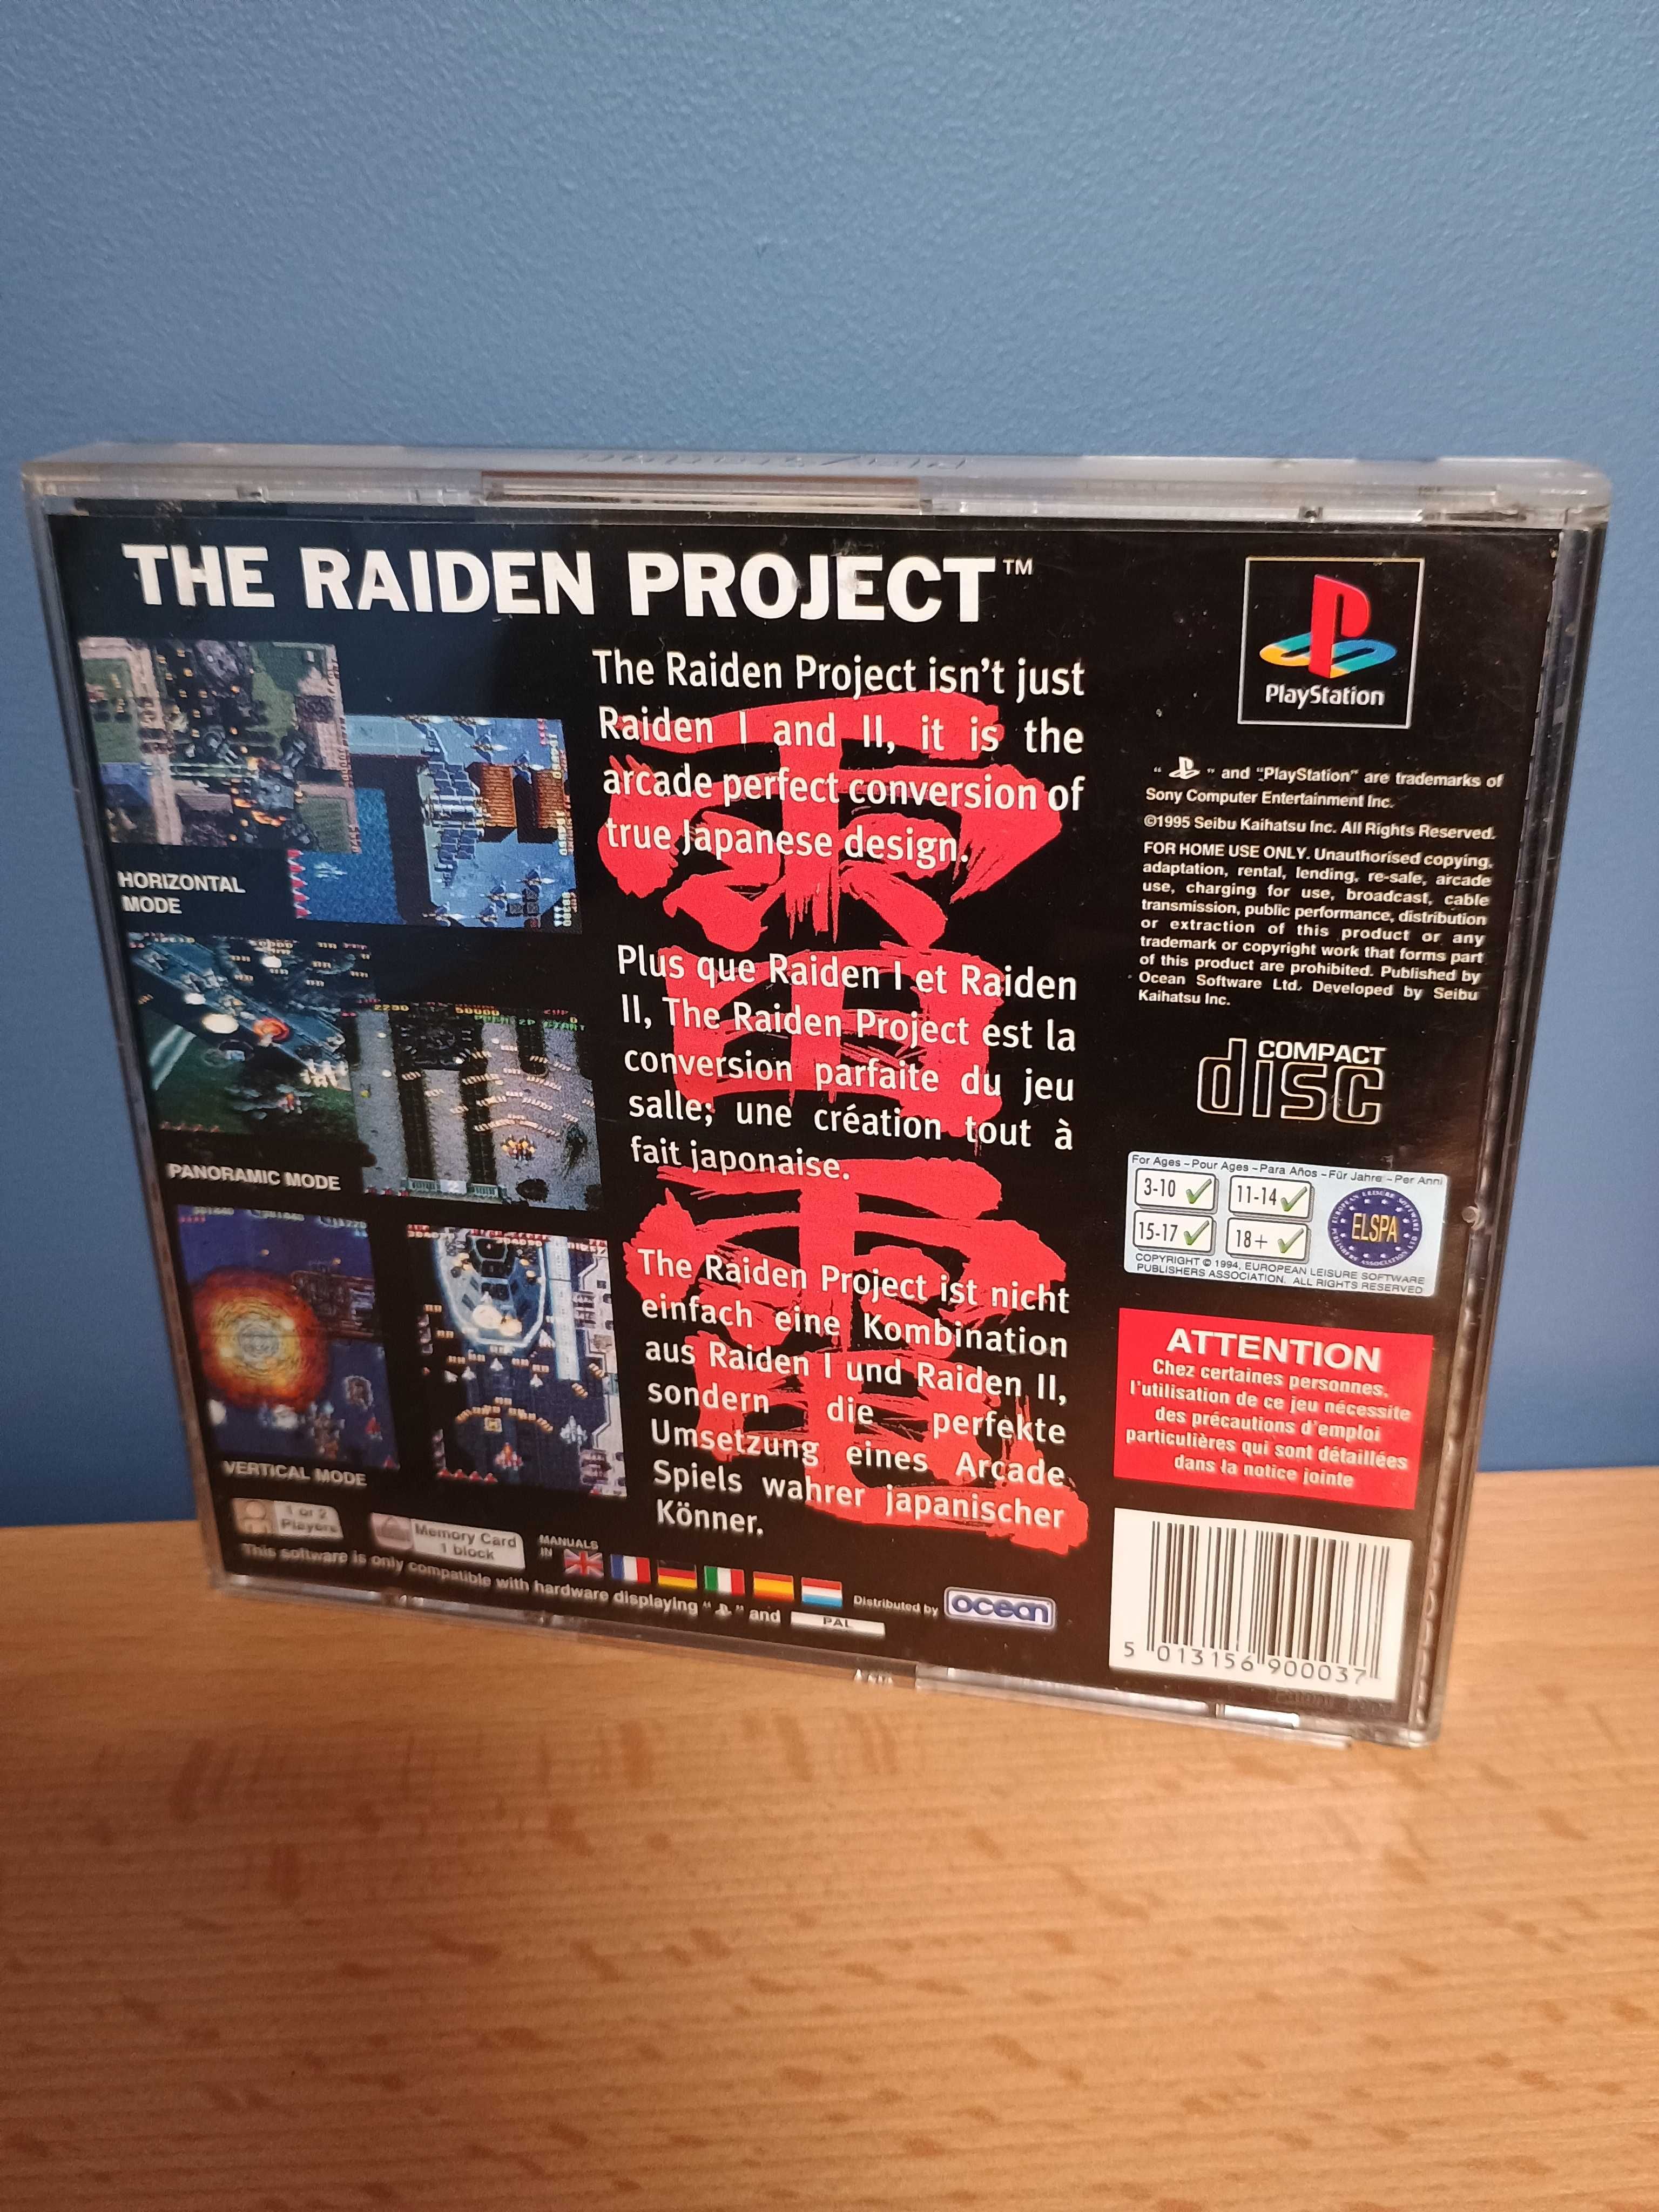 THE RAIDEN PROJECT™
The Raiden Project isn't just
Raiden I and II, it is the
arcade perfect conversion of
true Japanese design.
Plus que Raiden I et Raiden
II, The Raiden Project est la
conversion parfaite du jeu
salle; une création tout à
fait japonaise.
The Raiden Project ist nicht
einfach eine Kombination
aus Raiden I und Raiden II,
sondern die perfekte
Umsetzung eines Arcade
Spiels wahrer japanischer
Könner.
雷電
HORIZONTAL
MODE
PANORAMIC MODE
2250 50000
VERTICAL MODE
1 or 2
Players
Memory Card
1 block
MANUALS
IN
Distributed by ocean
This software is only compatible with hardware displaying " " and PAL
PlayStation
" " and "PlayStation" are trademarks of
Sony Computer Entertainment Inc.
©1995 Seibu Kaihatsu Inc. All Rights Reserved.
FOR HOME USE ONLY. Unauthorised copying,
adaptation, rental, lending, re-sale, arcade
use, charging for use, broadcast, cable
transmission, public performance, distribution
or extraction of this product or any
trademark or copyright work that forms part
of this product are prohibited. Published by
Ocean Software Ltd. Developed by Seibu
Kaihatsu Inc.
COMPACT
disc
For Ages - Pour Ages - Para Años - Für Jahre - Per Anni
3-10 11-14
15-17 18+
ELSPA
COPYRIGHT © 1994, EUROPEAN LEISURE SOFTWARE
PUBLISHERS ASSOCIATION. ALL RIGHTS RESERVED
ATTENTION
Chez certaines personnes,
l'utilisation de ce jeu nécessite
des précautions d'emploi
particulières qui sont détaillées
dans la notice jointe
5 013156 900037